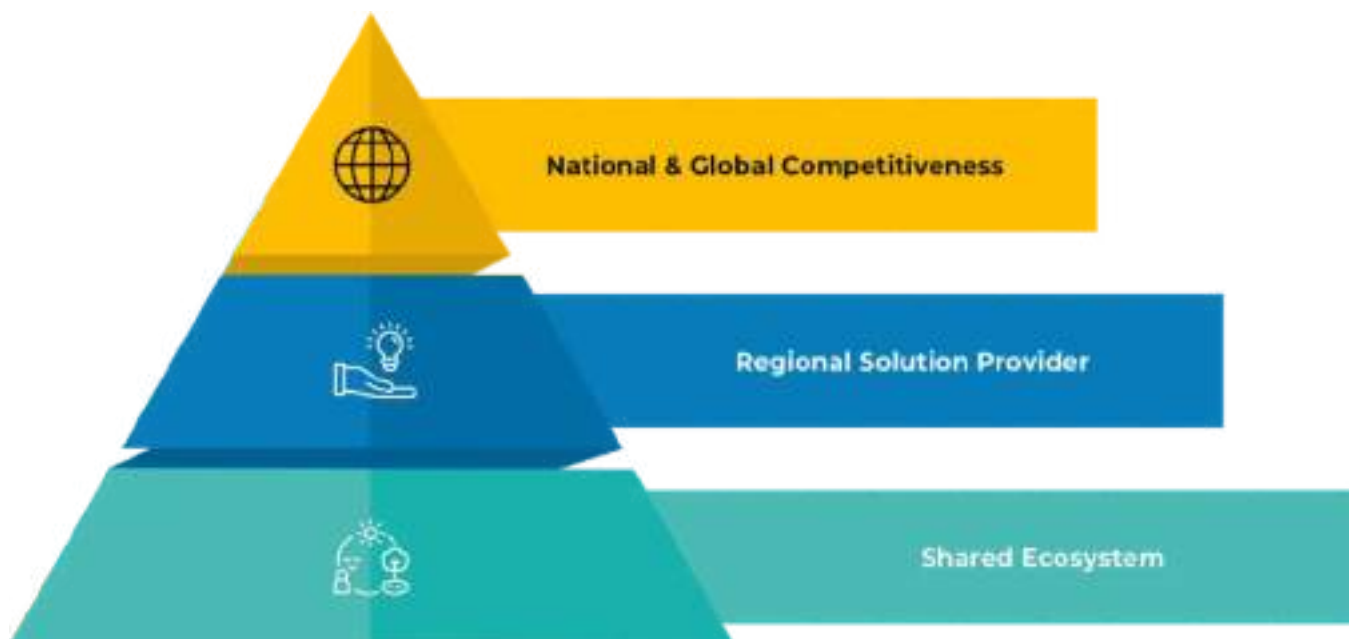 National & Global Competitiveness
Regional Solution Provider
Shared Ecosystem